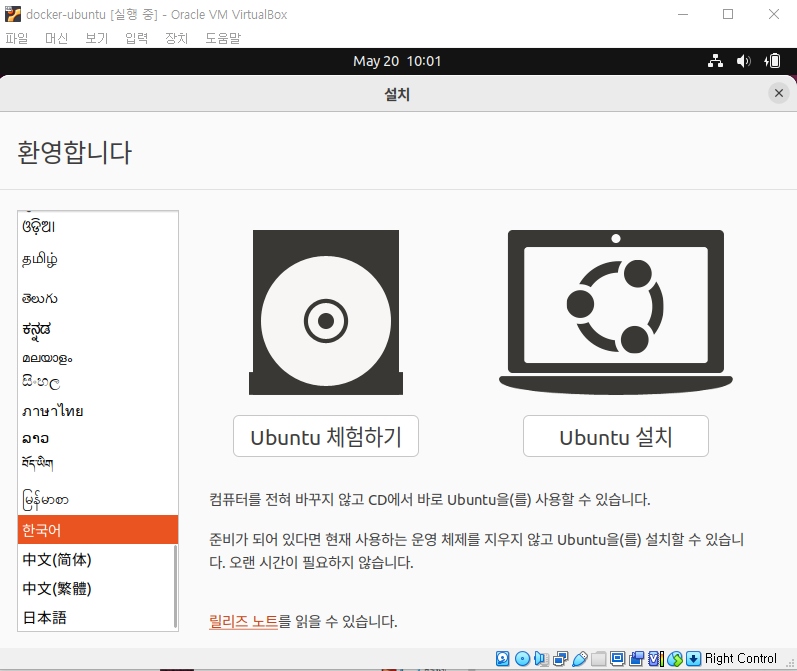 docker-ubuntu [실행 중] - Oracle VM VirtualBox
파일 머신 보기 입력 장치 도움말
May 20 10:01
설치
환영합니다
ଓଡ଼ିଆ
தமிழ்
తెలుగు
ಕನ್ನಡ
മലയാളം
සිංහල
ภาษาไทย
ລາວ
བོད་ཡིག
မြန်မာစာ
한국어
中文(简体)
中文(繁體)
日本語
Ubuntu 체험하기
Ubuntu 설치
컴퓨터를 전혀 바꾸지 않고 CD에서 바로 Ubuntu을(를) 사용할 수 있습니다.
준비가 되어 있다면 현재 사용하는 운영 체제를 지우지 않고 Ubuntu을(를) 설치할 수 있습니
다. 오랜 시간이 필요하지 않습니다.
릴리즈 노트를 읽을 수 있습니다.
Right Control